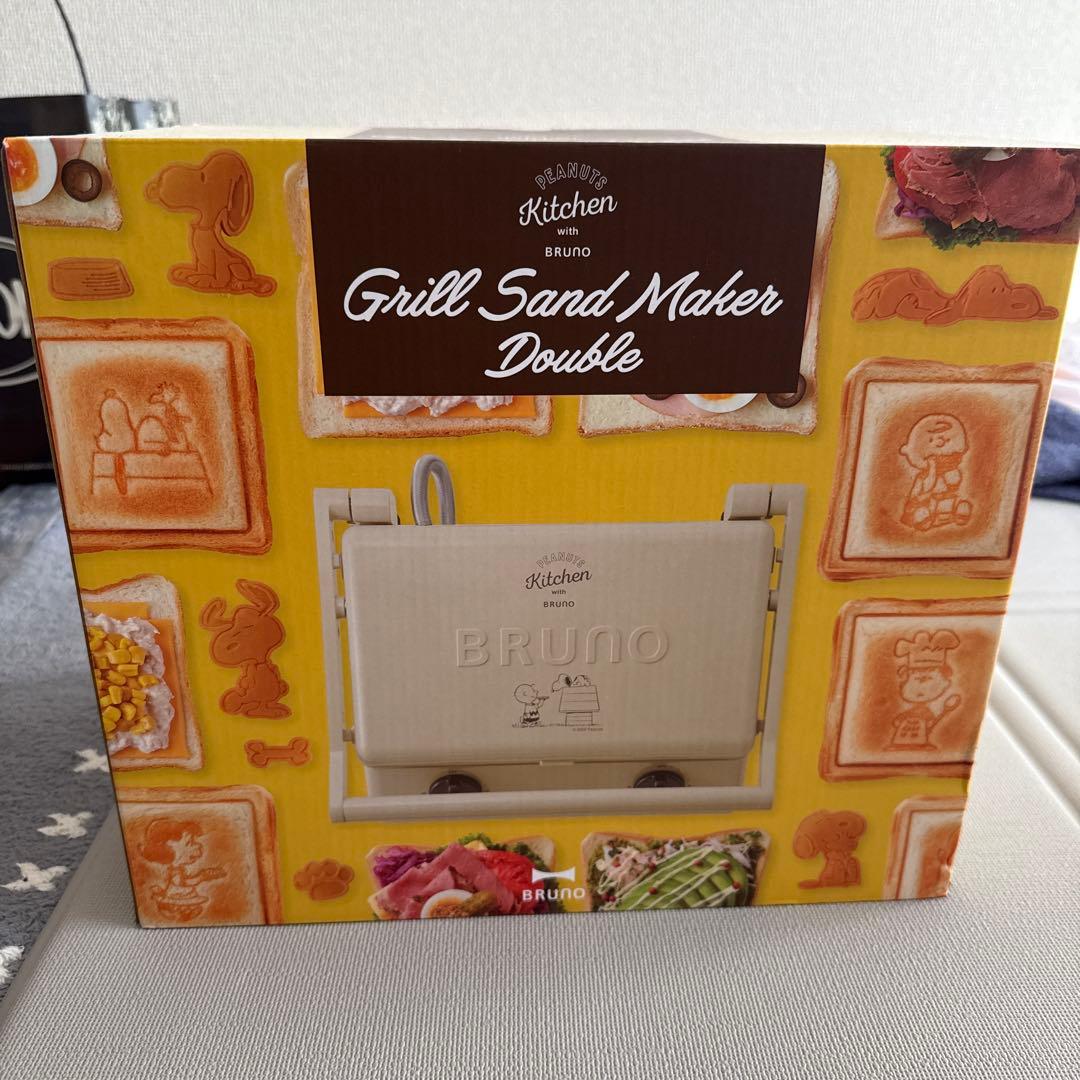 PEANUTS
Kitchen
with
BRUNO
Grill Sand Maker
Double
PEANUTS
Kitchen
with
BRUNO
BRUNO
BRUNO